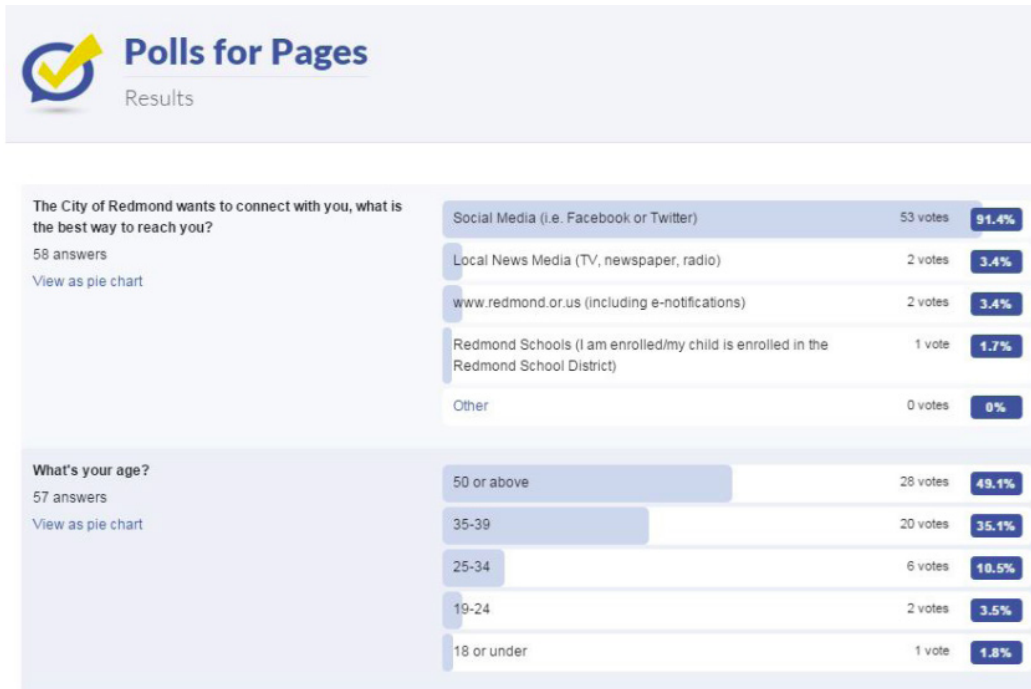 Polls for Pages
Results
The City of Redmond wants to connect with you, what is
the best way to reach you?
58 answers
View as pie chart
Social Media (i.e. Facebook or Twitter) 53 votes 91.4%
Local News Media (TV, newspaper, radio) 2 votes 3.4%
www.redmond.or.us (including e-notifications) 2 votes 3.4%
Redmond Schools (I am enrolled/my child is enrolled in the 1 vote 1.7%
Redmond School District)
Other 0 votes 0%
What's your age?
57 answers
View as pie chart
50 or above 28 votes 49.1%
35-39 20 votes 35.1%
25-34 6 votes 10.5%
19-24 2 votes 3.5%
18 or under 1 vote 1.8%